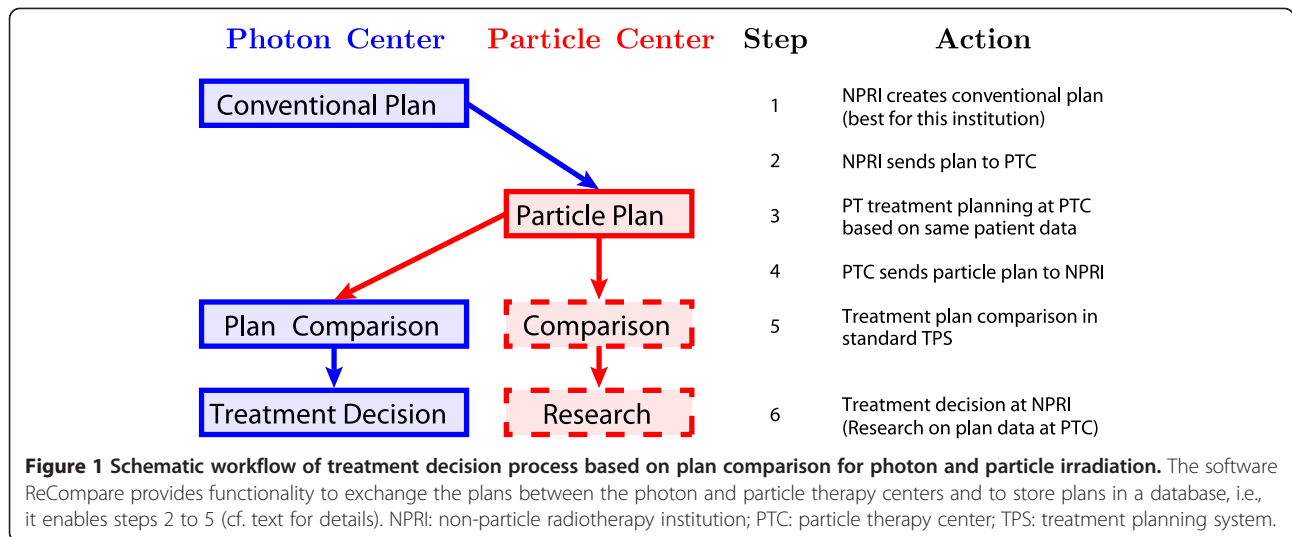 Photon Center Particle Center Step Action
Conventional Plan 1 NPRI creates conventional plan
(best for this institution)
2 NPRI sends plan to PTC
Particle Plan 3 PT treatment planning at PTC
based on same patient data
4 PTC sends particle plan to NPRI
Plan Comparison Comparison 5 Treatment plan comparison in
standard TPS
Treatment Decision Research 6 Treatment decision at NPRI
(Research on plan data at PTC)
Figure 1 Schematic workflow of treatment decision process based on plan comparison for photon and particle irradiation. The software
ReCompare provides functionality to exchange the plans between the photon and particle therapy centers and to store plans in a database, i.e.,
it enables steps 2 to 5 (cf. text for details). NPRI: non-particle radiotherapy institution; PTC: particle therapy center; TPS: treatment planning system.